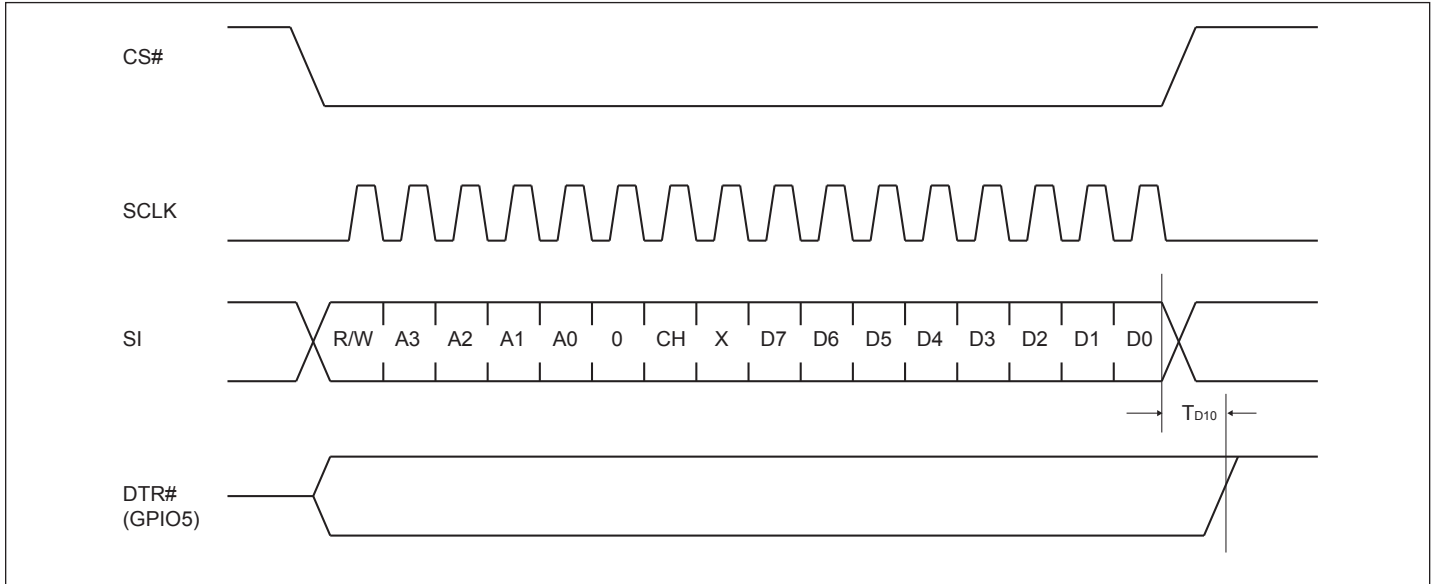 CS#
SCLK
SI
R/W A3 A2 A1 A0 0 CH X D7 D6 D5 D4 D3 D2 D1 D0
TD10
DTR#
(GPIO5)